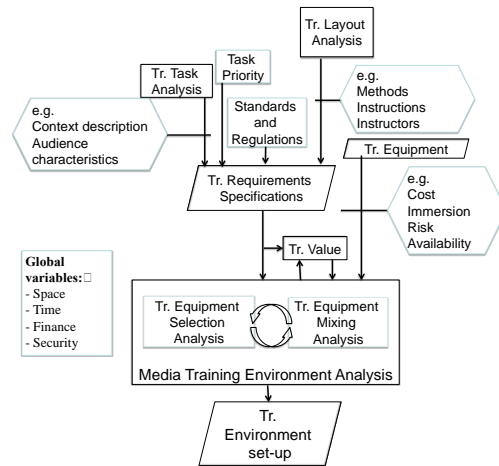 Tr. Layout
Analysis
Task
Priority
Tr. Task
Analysis
e.g.
Context description
Audience
characteristics
Standards and
Regulations
e.g.
Methods
Instructions
Instructors
Tr. Equipment
Tr. Requirements
Specifications
e.g.
Cost
Immersion
Risk
Availability
Tr. Value
Global
variables:□
- Space
- Time
- Finance
- Security
Tr. Equipment
Selection
Analysis
Tr. Equipment
Mixing
Analysis
Media Training Environment Analysis
Tr.
Environment
set-up